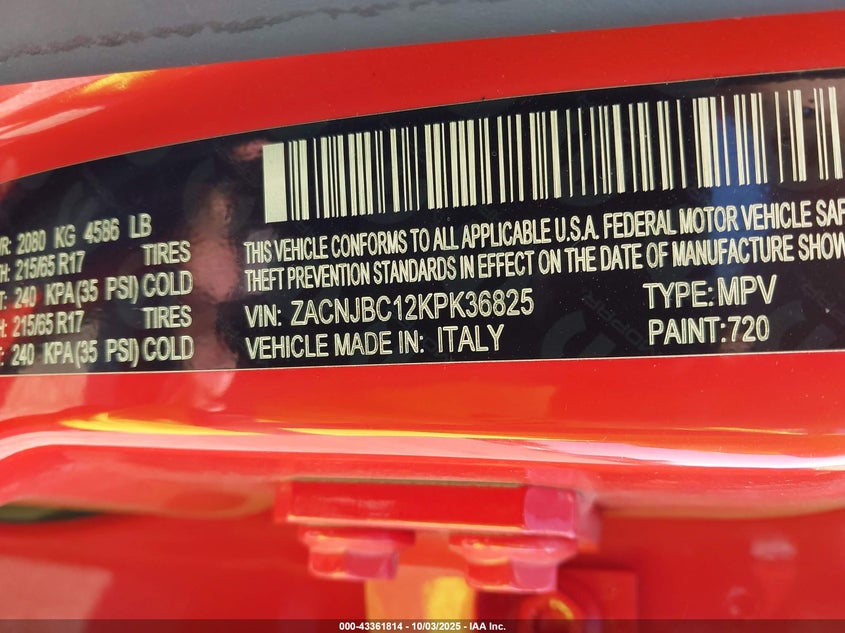 THIS VEHICLE CONFORMS TO ALL APPLICABLE U.S.A. FEDERAL MOTOR VEHICLE SAF
THEFT PREVENTION STANDARDS IN EFFECT ON THE DATE OF MANUFACTURE SHOW
R: 2080 KG 4586 LB
H: 215/65 R17 TIRES
T: 240 KPA(35 PSI) COLD
H: 215/65 R17 TIRES
T: 240 KPA(35 PSI) COLD
VIN: ZACNJBC12KPK36825 TYPE: MPV
VEHICLE MADE IN: ITALY PAINT: 720
000-43361814 - 10/03/2025 - IAA Inc.